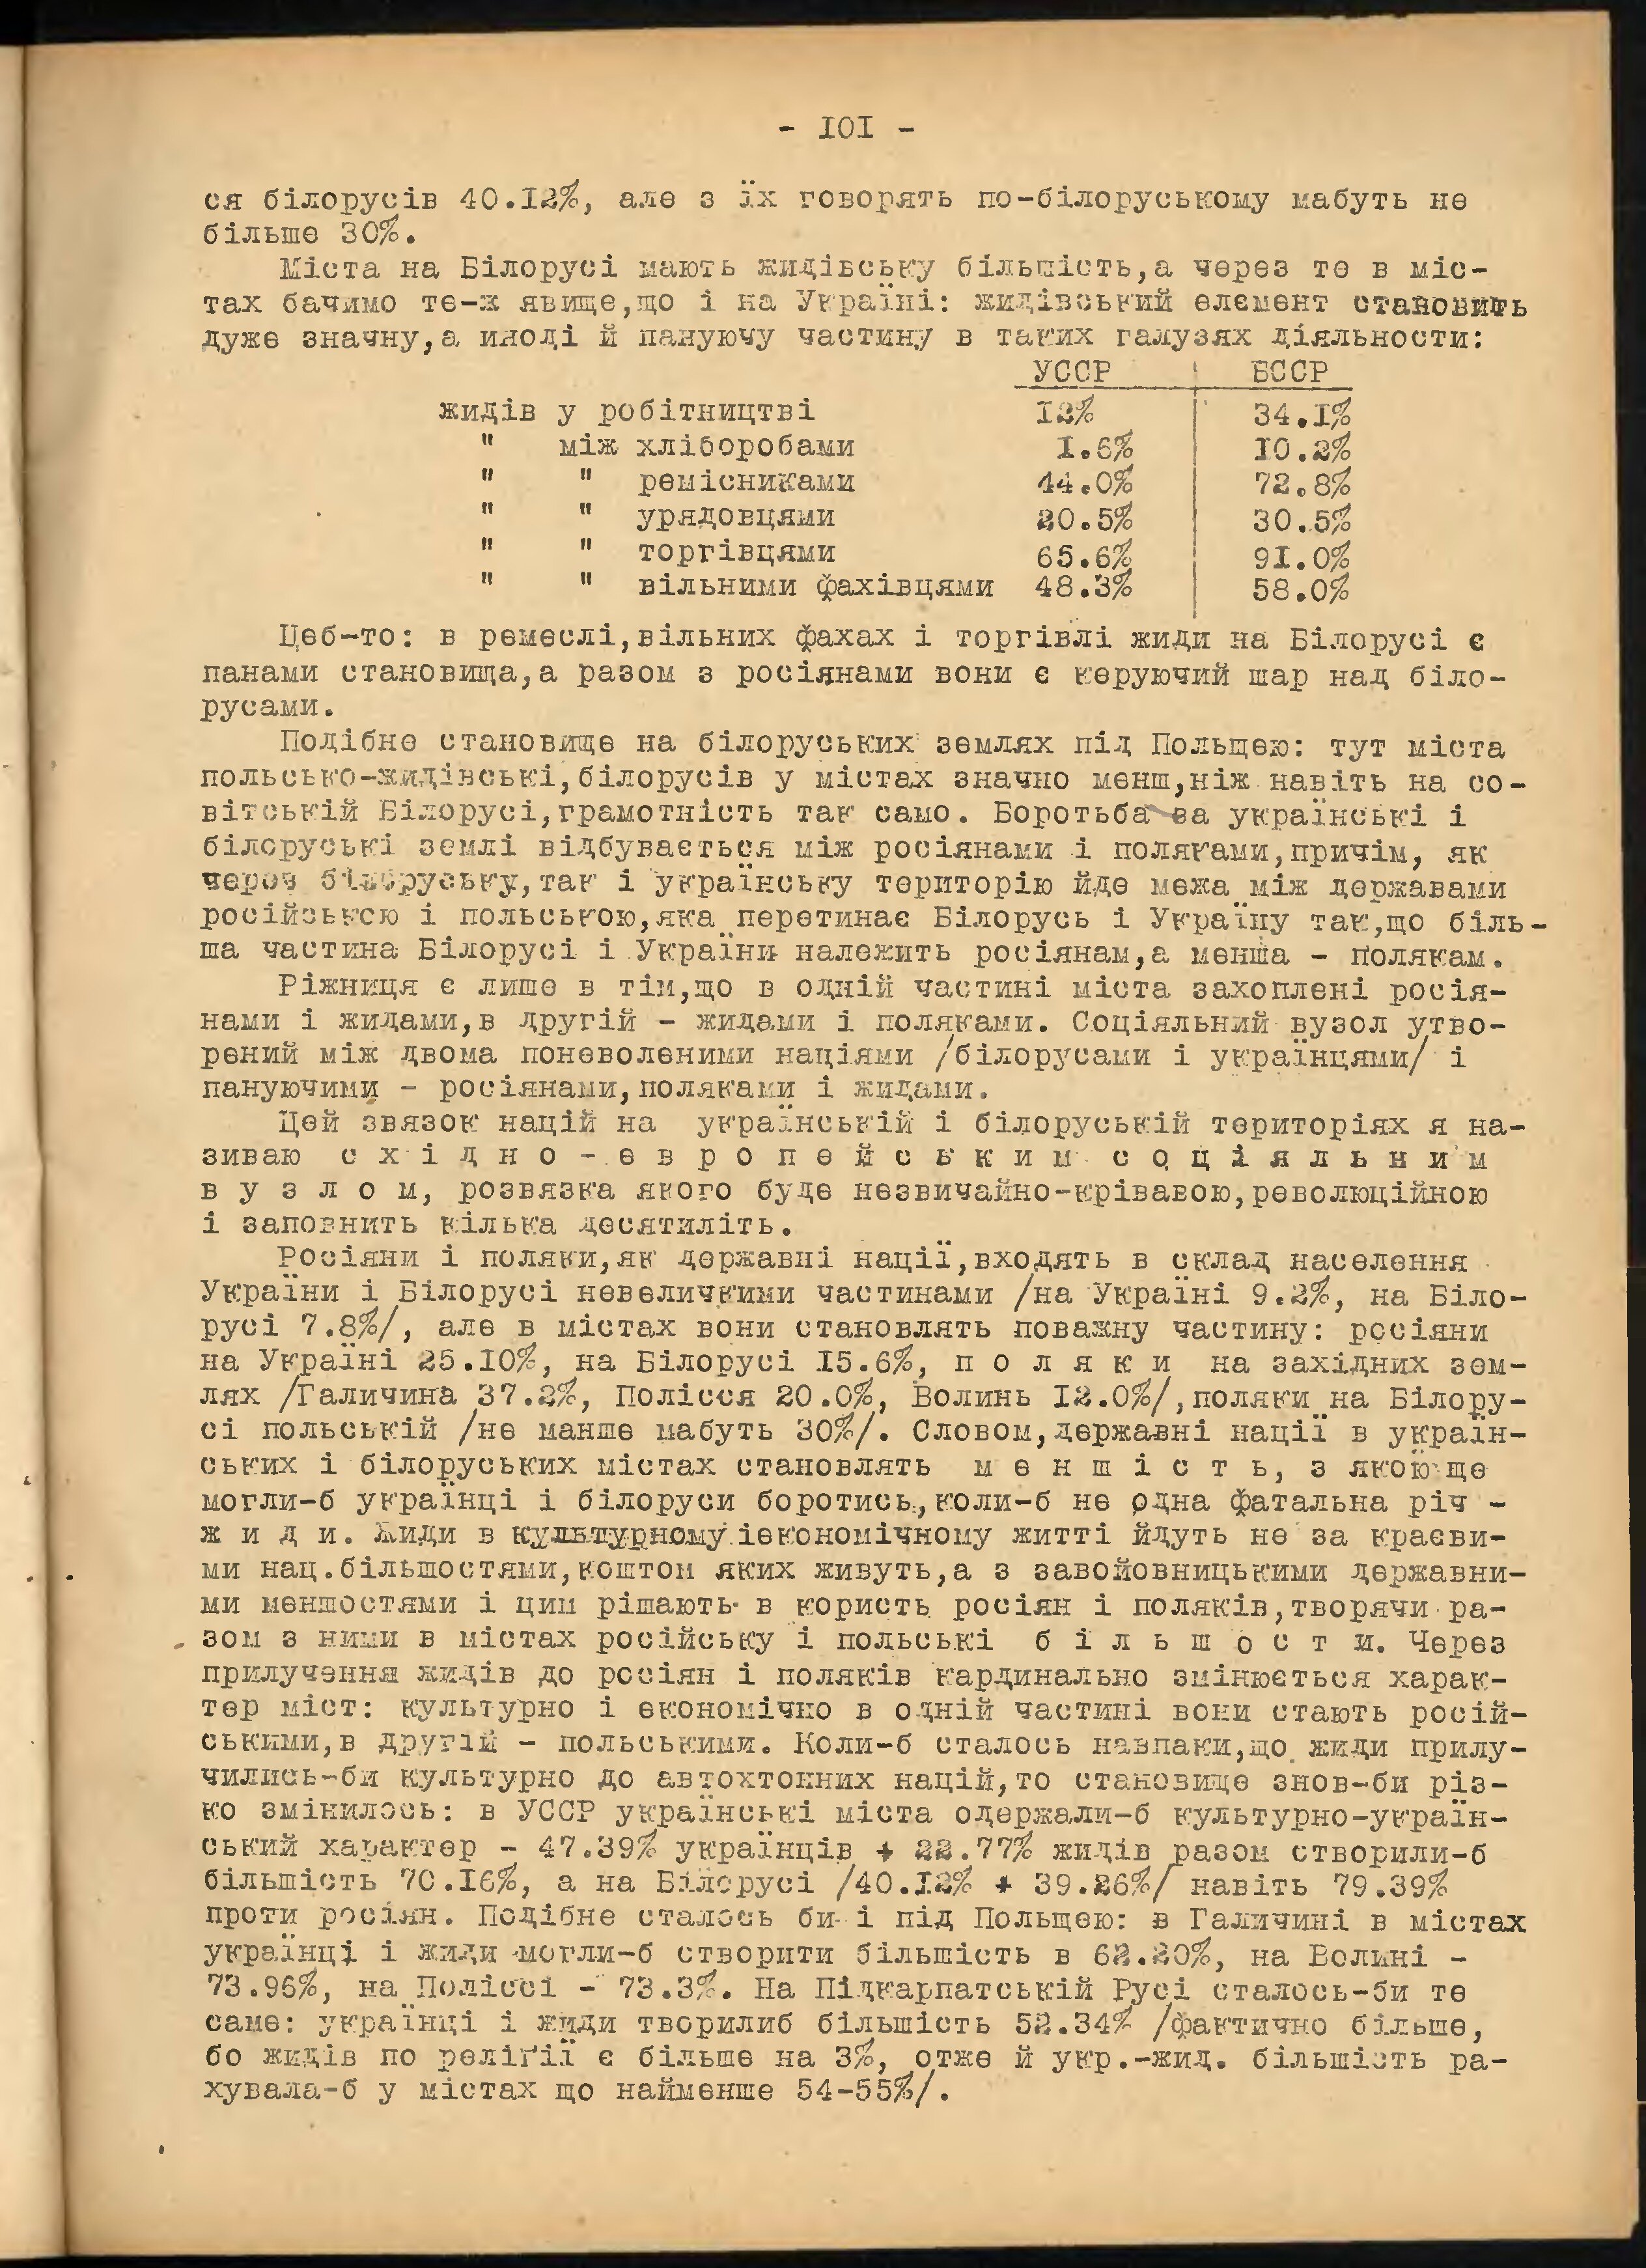 - IOI -
ся білорусів 40.12%, але з їх говорять по-білоруському мабуть не
більше 30%.
Міста на Білорусі мають жидівську більшість,а через те в міс-
тах бачимо те-ж явище,що і на Україні: жидівський елємент становить
дуже значну,а иноді й пануючу частину в таких галузях діяльности:
УССР БССР
жидів у робітництві 12% 34.1%
" між хліборобами 1.6% 10.2%
" " ремісниками 44.0% 72.8%
" " урядовцями 20.5% 30.5%
" " торгівцями 65.6% 91.0%
" " вільними фахівцями 48.3% 58.0%
Цеб-то: в ремеслі,вільних фахах і торгівлі жиди на Білорусі є
панами становища,а разом з росіянами вони є керуючий шар над біло-
русами.
Подібне становище на білоруських землях під Польщею: тут міста
польсько-жидівські,білорусів у містах значно менш,ніж навіть на со-
вітській Білорусі,грамотність так само. Боротьба за українські і
білоруські землі відбувається між росіянами і поляками,причім, як
через білоруську,так і українську територію йде межа між державами
російською і польською,яка перетинає Білорусь і Україну так,що біль-
ша частина Білорусі і України належить росіянам,а менша - полякам.
Ріжниця є лише в тім,що в одній частині міста захоплені росія-
нами і жидами,в другій - жидами і поляками. Соціяльний вузол утво-
рений між двома поневоленими націями /білорусами і українцями/ і
пануючими - росіянами,поляками і жидами.
Цей звязок націй на українській і білоруській територіях я на-
зиваю с х і д н о - е в р о п е й с ь к и м с о ц і я л ь н и м
в у з л о м, розвязка якого буде незвичайно-крівавою,революційною
і заповнить кілька десятиліть.
Росіяни і поляки,як державні нації,входять в склад населення
України і Білорусі невеличкими частинами /на Україні 9.2%, на Біло-
русі 7.8%/, але в містах вони становлять поважну частину: росіяни
на Україні 25.10%, на Білорусі 15.6%, п о л я к и на західних зем-
лях /Галичина 37.2%, Полісся 20.0%, Волинь 12.0%/,поляки на Білору-
сі польській /не манше мабуть 30%/. Словом,державні нації в україн-
ських і білоруських містах становлять м е н ш і с т ь, з якою ще
могли-б українці і білоруси боротись,коли-б не одна фатальна річ -
ж и д и. Жиди в культурному іекономічному житті йдуть не за краєви-
ми нац.більшостями,коштом яких живуть,а з завойовницькими державни-
ми меншостями і цим рішають в користь росіян і поляків,творячи ра-
зом з ними в містах російську і польські б і л ь ш о с т и. Через
прилучення жидів до росіян і поляків кардинально змінюється харак-
тер міст: культурно і економічно в одній частині вони стають росій-
ськими,в другій - польськими. Коли-б сталось навпаки,що жиди прилу-
чились-би культурно до автохтонних націй,то становище знов-би різ-
ко змінилось: в УССР українські міста одержали-б культурно-україн-
ський характер - 47.39% українців + 22.77% жидів разом створили-б
більшість 70.16%, а на Білорусі /40.12% + 39.26%/ навіть 79.39%
проти росіян. Подібне сталось би і під Польщею: в Галичині в містах
українці і жиди могли-б створити більшість в 62.20%, на Волині -
73.96%, на Поліссі - 73.3%. На Підкарпатській Русі сталось-би те
саме: українці і жиди творилиб більшість 52.34% /фактично більше,
бо жидів по реліґії є більше на 3%, отже й укр.-жид. більшість ра-
хувала-б у містах що найменше 54-55%/.